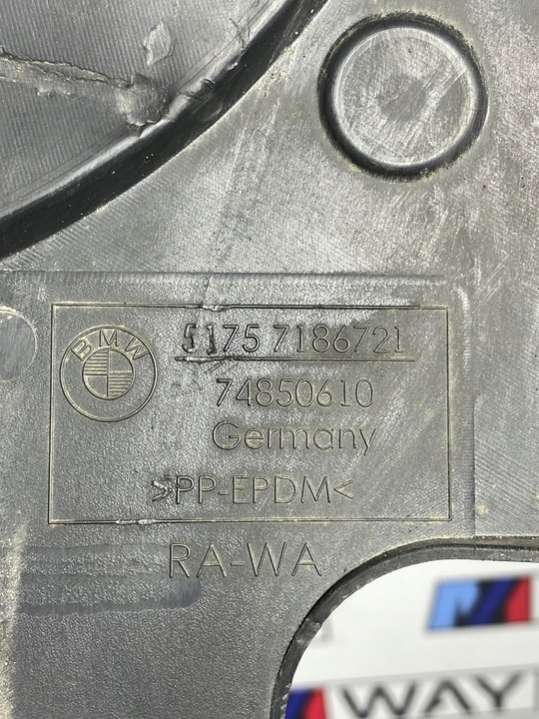 BMW
5175 7186721
74850610
Germany
>PP-EPDM<
RA-WA
M
WAY